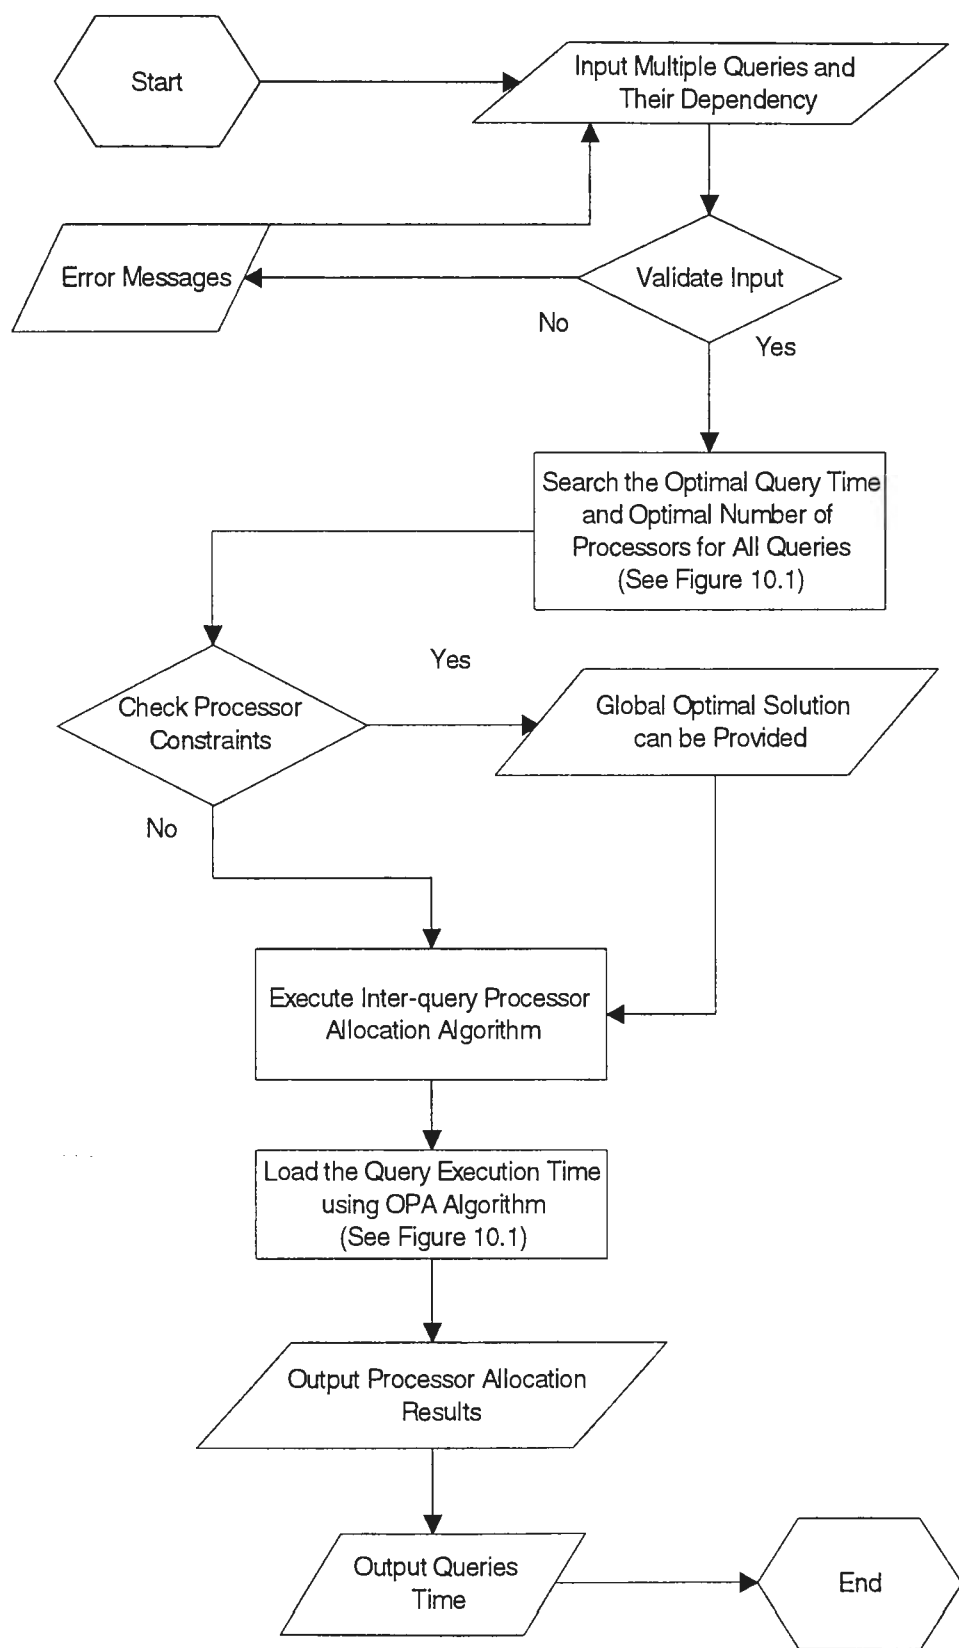 Start
Input Multiple Queries and
Their Dependency
Error Messages
Validate Input
No
Yes
Search the Optimal Query Time
and Optimal Number of
Processors for All Queries
(See Figure 10.1)
Check Processor
Constraints
Yes
Global Optimal Solution
can be Provided
No
Execute Inter-query Processor
Allocation Algorithm
Load the Query Execution Time
using OPA Algorithm
(See Figure 10.1)
Output Processor Allocation
Results
Output Queries
Time
End